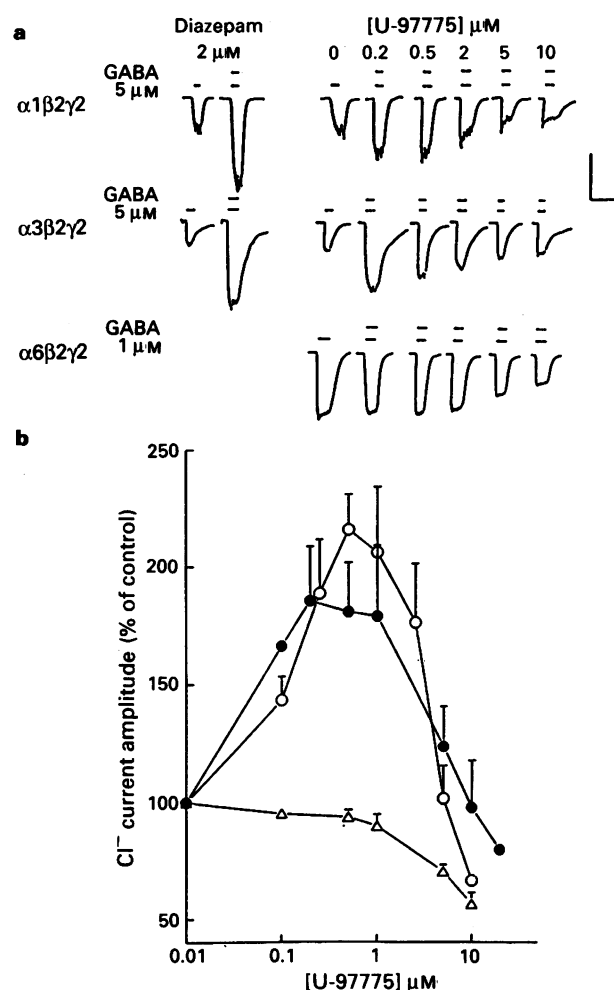 a
Diazepam
2 μM
[U-97775] μM
0 0.2 0.5 2 5 10
GABA
5 μM
α1β2γ2
GABA
5 μM
α3β2γ2
GABA
1 μM
α6β2γ2
b
250
200
150
100
50
Cl⁻ current amplitude (% of control)
0.01 0.1 1 10
[U-97775] μM